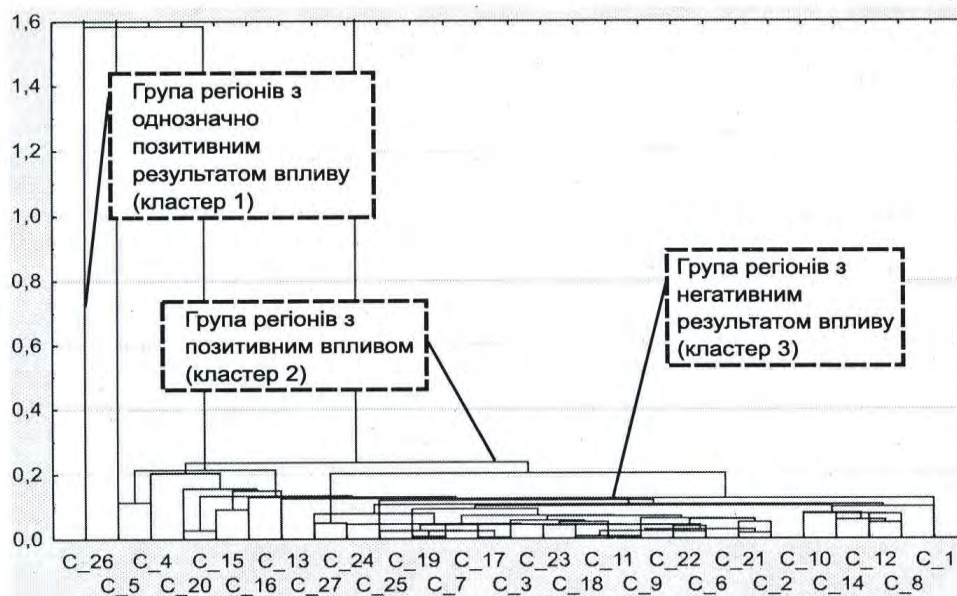 1,6
1,4
1,2
1,0
0,8
0,6
0,4
0,2
0,0
Група регіонів з
однозначно
позитивним
результатом впливу
(кластер 1)
Група регіонів з
позитивним впливом
(кластер 2)
Група регіонів з
негативним
результатом впливу
(кластер 3)
C_26 C_4 C_15 C_13 C_24 C_19 C_17 C_23 C_11 C_22 C_21 C_10 C_12 C_1
C_5 C_20 C_16 C_27 C_25 C_7 C_3 C_18 C_9 C_6 C_2 C_14 C_8